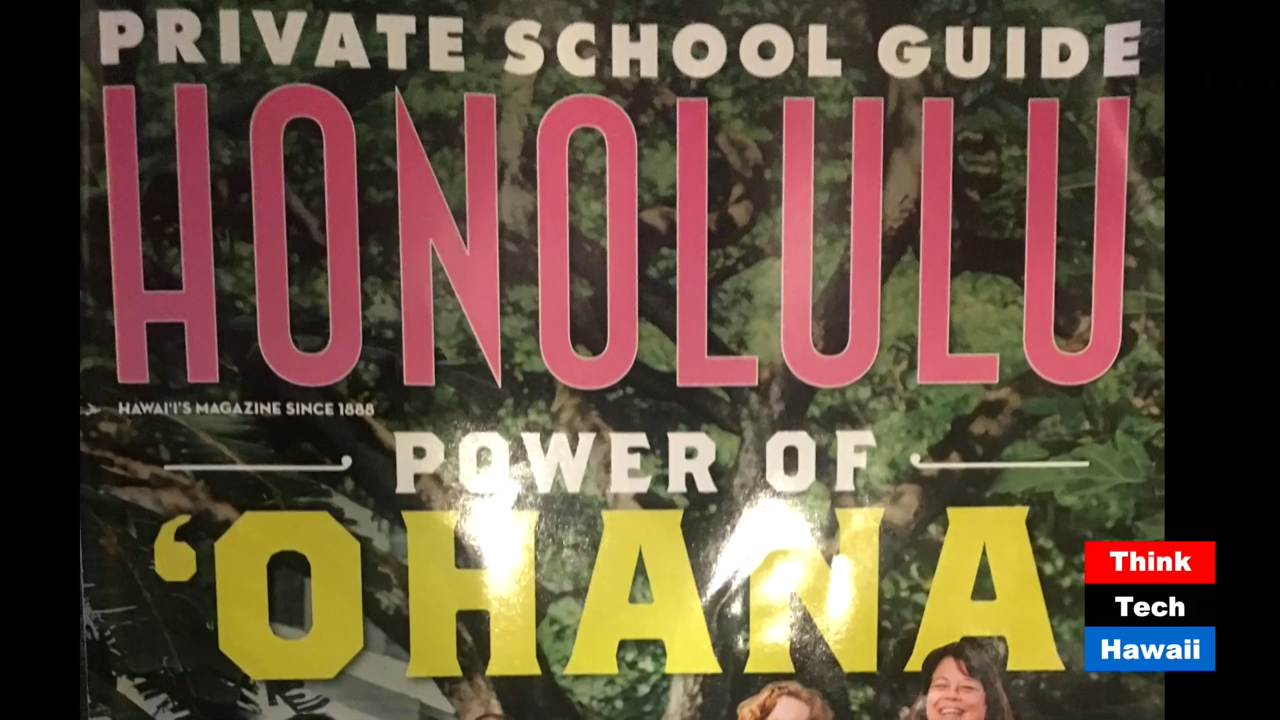 PRIVATE SCHOOL GUIDE
HONOLULU
HAWAI‘I'S MAGAZINE SINCE 1888
POWER OF
‘OHANA
Think
Tech
Hawaii